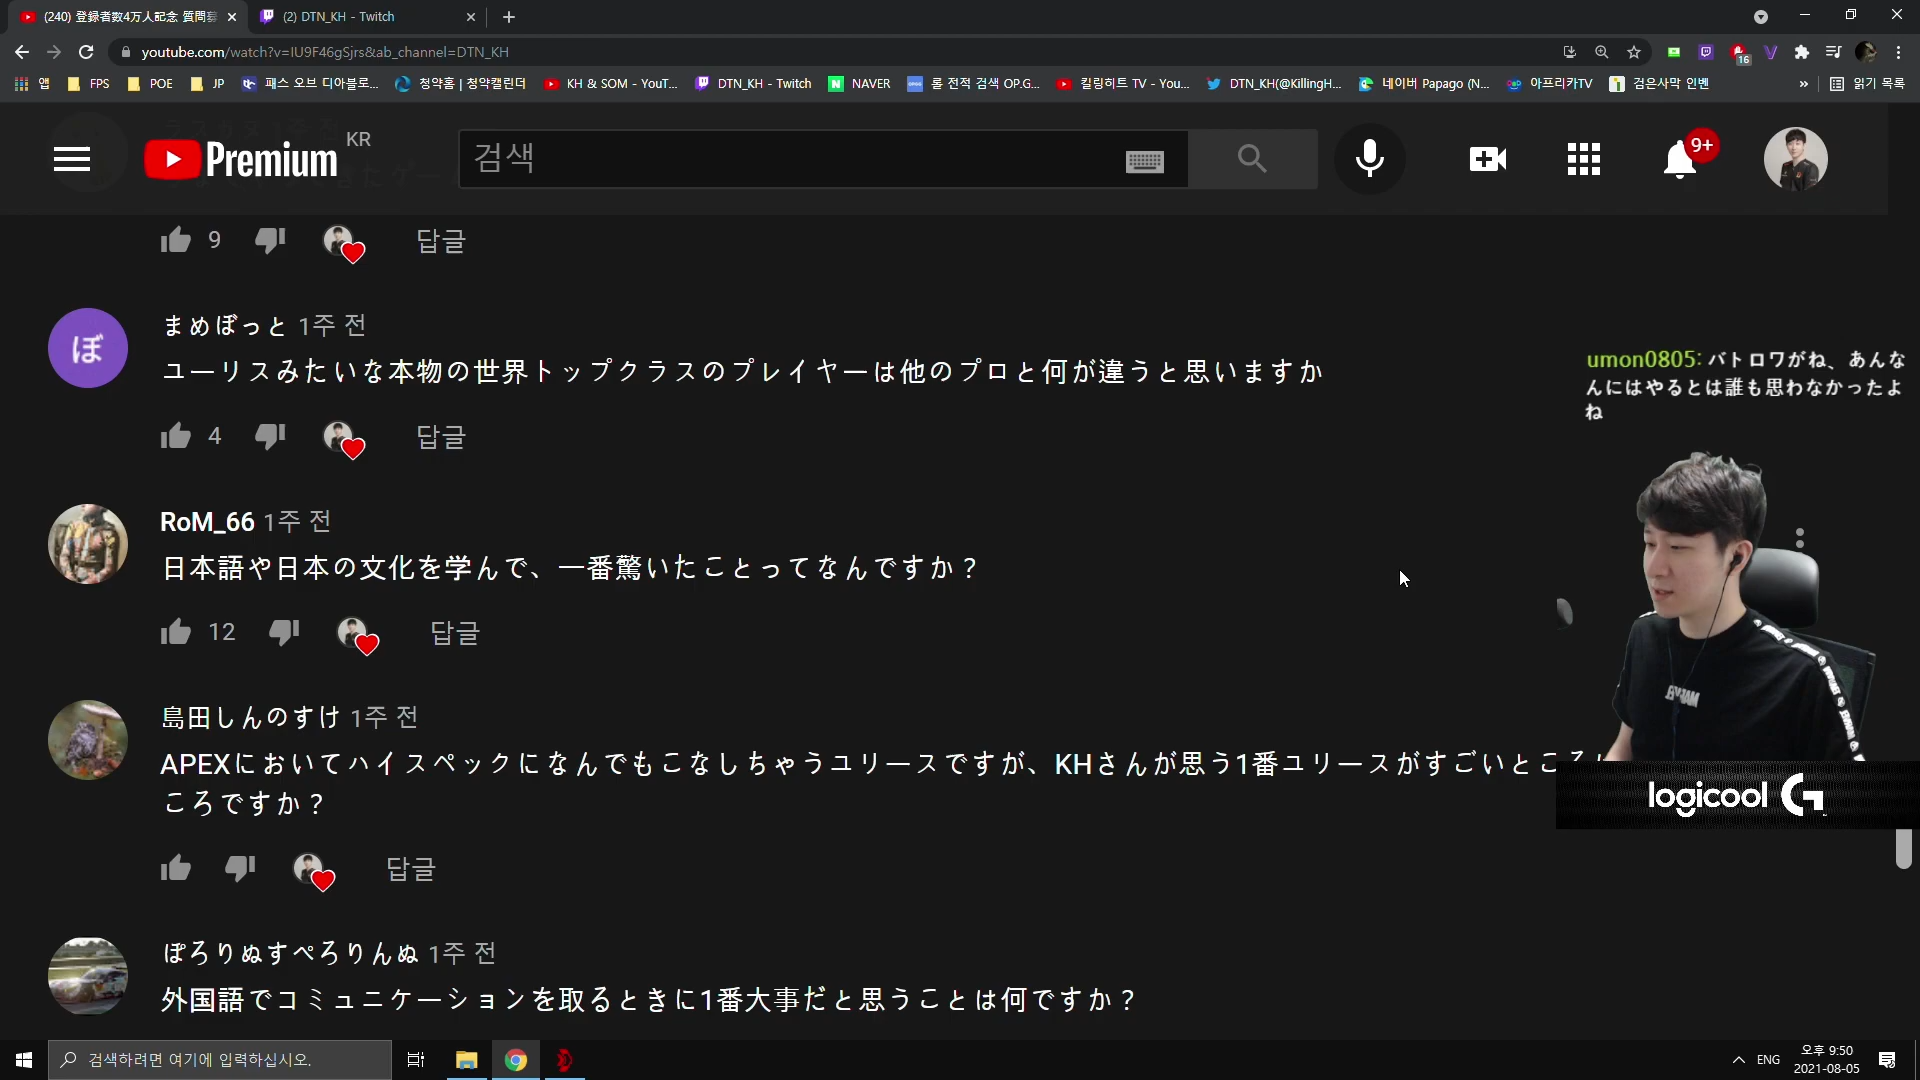 (240) 登録者数4万人記念 質問募
(2) DTN_KH - Twitch
youtube.com/watch?v=IU9F46gSjrs&ab_channel=DTN_KH
16
앱 FPS POE JP 패스 오브 디아블로... 청약홈 | 청약캘린더 KH & SOM - YouT... DTN_KH - Twitch NAVER 롤 전적 검색 OP.G... 킬링히트 TV - You... DTN_KH(@KillingH... 네이버 Papago (N... 아프리카TV 검은사막 인벤 » 읽기 목록
Premium KR
검색
9+
9 답글
ぼ
まめぼっと 1주 전
ユーリスみたいな本物の世界トップクラスのプレイヤーは他のプロと何が違うと思いますか
4 답글
RoM_66 1주 전
日本語や日本の文化を学んで、一番驚いたことってなんですか？
12 답글
島田しんのすけ 1주 전
APEXにおいてハイスペックになんでもこなしちゃうユリースですが、KHさんが思う1番ユリースがすごいところ
ころですか？
답글
ぽろりぬすぺろりんぬ 1주 전
外国語でコミュニケーションを取るときに1番大事だと思うことは何ですか？
umon0805: バトロワがね、あんな
んにはやるとは誰も思わなかったよ
ね
logicool G
검색하려면 여기에 입력하십시오.
ENG
오후 9:50
2021-08-05